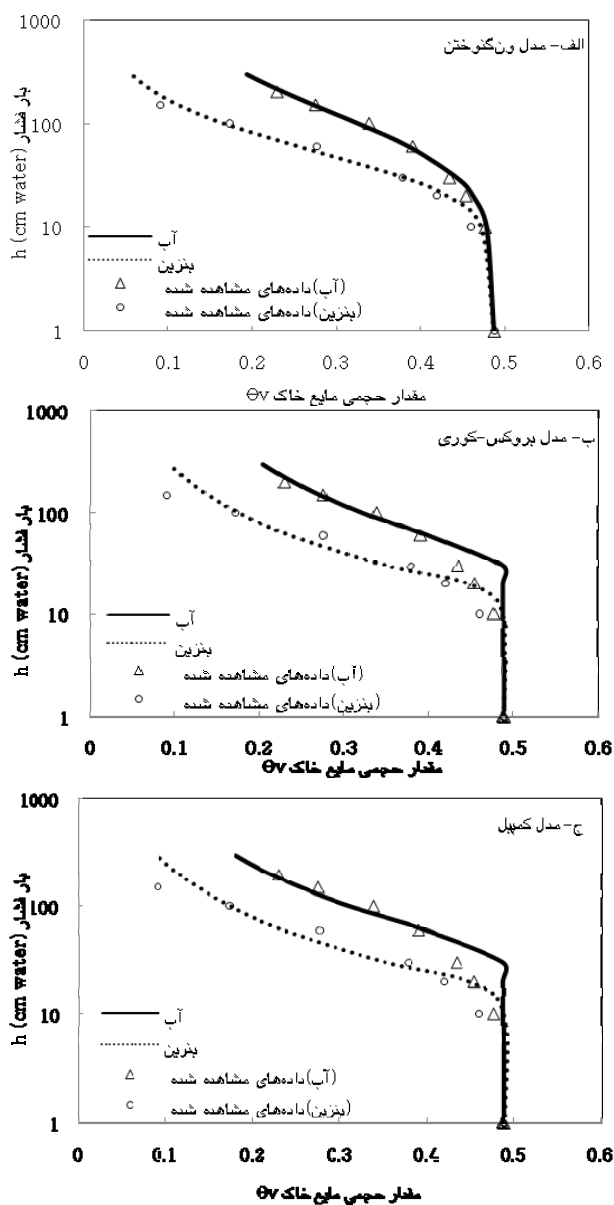 الف- مدل ون‌گنوختن
1000
100
10
1
بار فشار h (cm water)
آب
بنزین
داده‌های مشاهده شده (آب)
داده‌های مشاهده شده (بنزین)
0 0.1 0.2 0.3 0.4 0.5 0.6
مقدار حجمی مایع خاک Θv
ب- مدل بروکس-کوری
1000
100
10
1
بار فشار h (cm water)
آب
بنزین
داده‌های مشاهده شده (آب)
داده‌های مشاهده شده (بنزین)
0 0.1 0.2 0.3 0.4 0.5 0.6
مقدار حجمی مایع خاک Θv
ج- مدل کمپبل
1000
100
10
1
بار فشار h (cm water)
آب
بنزین
داده‌های مشاهده شده (آب)
داده‌های مشاهده شده (بنزین)
0 0.1 0.2 0.3 0.4 0.5 0.6
مقدار حجمی مایع خاک Θv